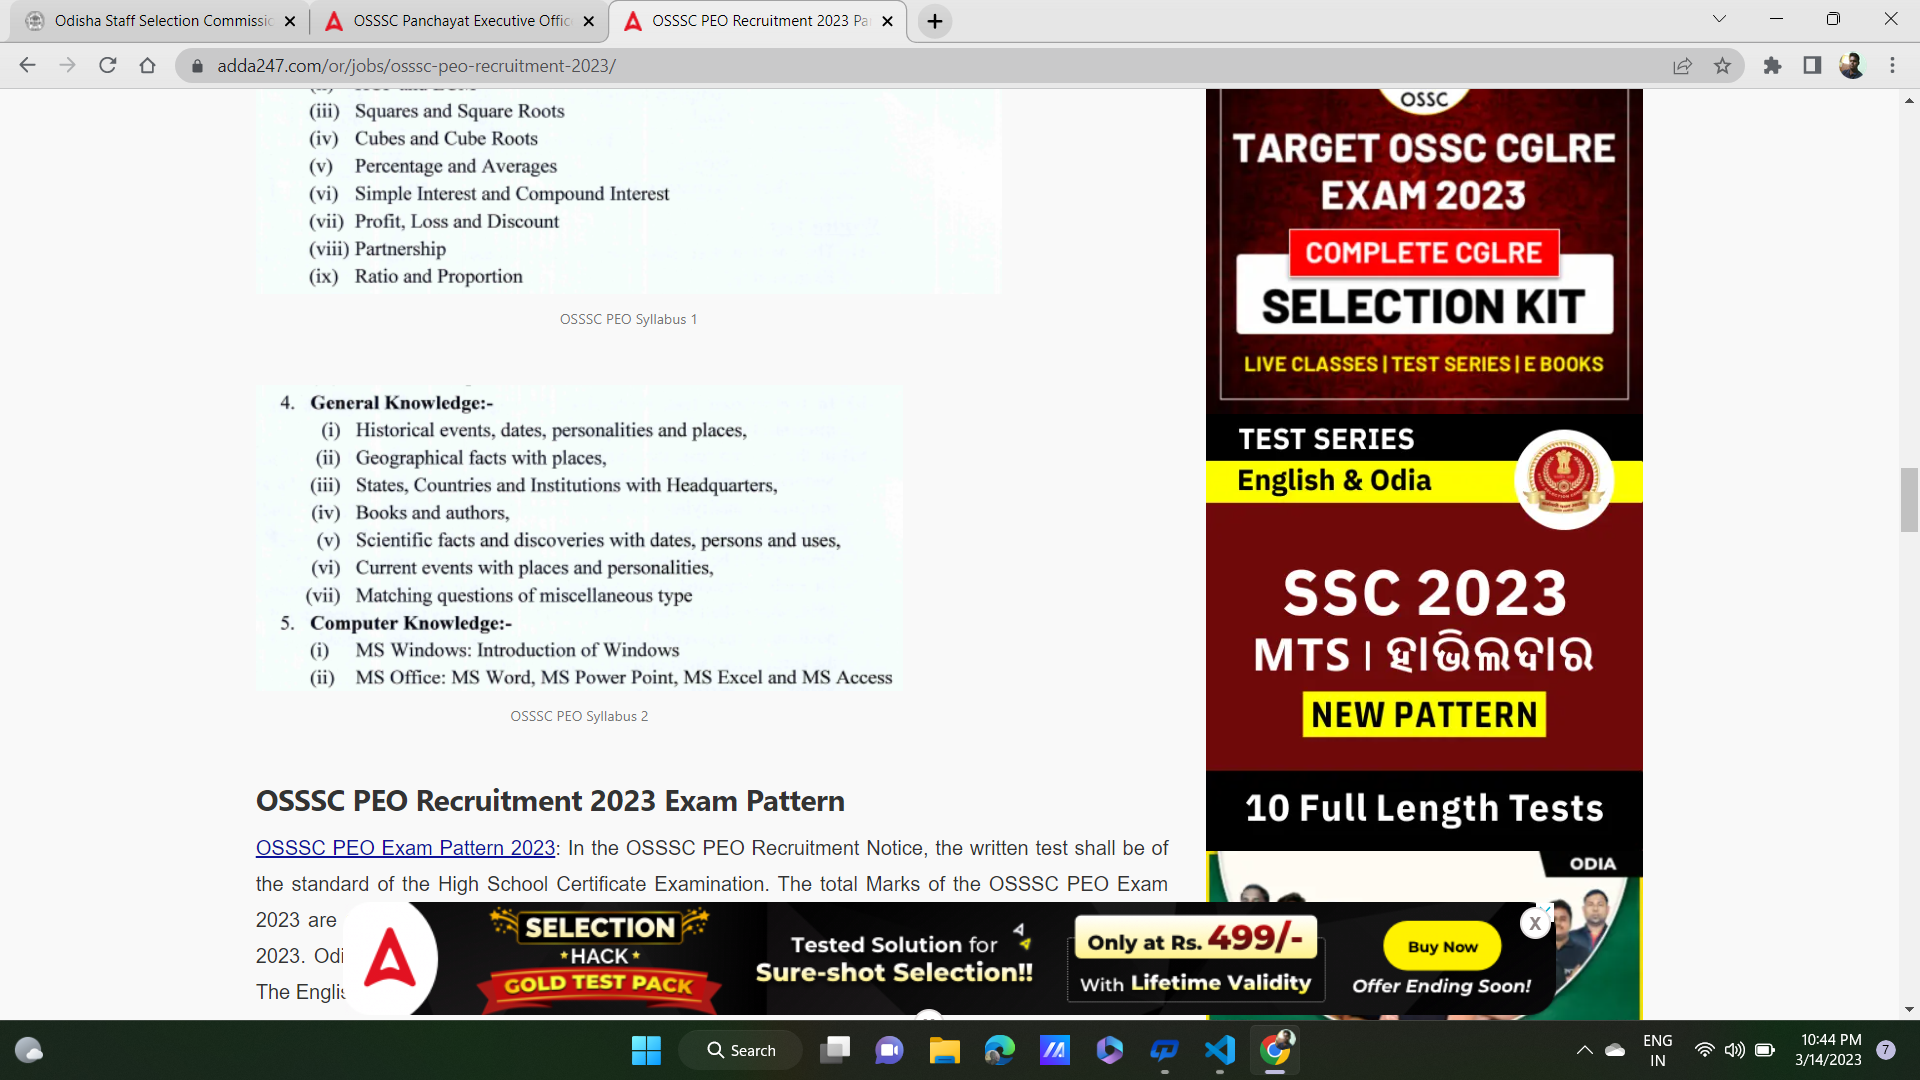 Odisha Staff Selection Commissic
OSSSC Panchayat Executive Offic
OSSSC PEO Recruitment 2023 Pa
adda247.com/or/jobs/osssc-peo-recruitment-2023/
(iii) Squares and Square Roots
(iv) Cubes and Cube Roots
(v) Percentage and Averages
(vi) Simple Interest and Compound Interest
(vii) Profit, Loss and Discount
(viii) Partnership
(ix) Ratio and Proportion
OSSSC PEO Syllabus 1
4. General Knowledge:-
(i) Historical events, dates, personalities and places,
(ii) Geographical facts with places,
(iii) States, Countries and Institutions with Headquarters,
(iv) Books and authors,
(v) Scientific facts and discoveries with dates, persons and uses,
(vi) Current events with places and personalities,
(vii) Matching questions of miscellaneous type
5. Computer Knowledge:-
(i) MS Windows: Introduction of Windows
(ii) MS Office: MS Word, MS Power Point, MS Excel and MS Access
OSSSC PEO Syllabus 2
OSSSC PEO Recruitment 2023 Exam Pattern
OSSSC PEO Exam Pattern 2023: In the OSSSC PEO Recruitment Notice, the written test shall be of
the standard of the High School Certificate Examination. The total Marks of the OSSSC PEO Exam
2023 are
2023. Odi
The Englis
OSSC
TARGET OSSC CGLRE
EXAM 2023
COMPLETE CGLRE
SELECTION KIT
LIVE CLASSES | TEST SERIES | E BOOKS
TEST SERIES
English & Odia
SSC 2023
MTS | ହାଭିଲଦାର
NEW PATTERN
10 Full Length Tests
ODIA
SELECTION
HACK
GOLD TEST PACK
Tested Solution for
Sure-shot Selection!!
Only at Rs. 499/-
With Lifetime Validity
Buy Now
Offer Ending Soon!
X
Search
ENG
IN
10:44 PM
3/14/2023
7